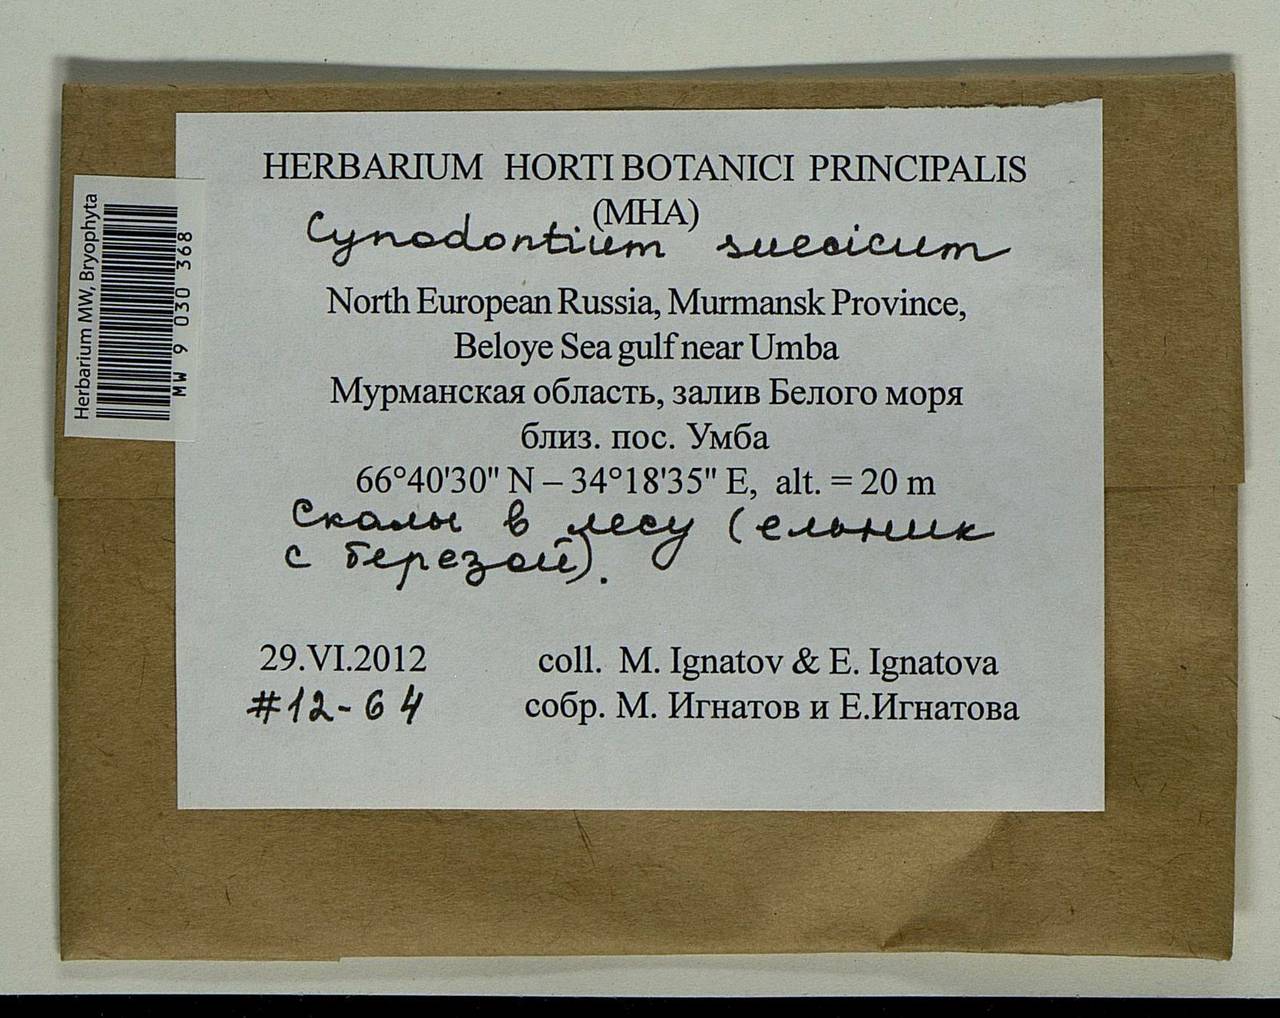 HERBARIUM HORTI BOTANICI PRINCIPALIS
(MHA)
Cynodontium suecicum
North European Russia, Murmansk Province,
Beloye Sea gulf near Umba
Мурманская область, залив Белого моря
близ. пос. Умба
66°40'30" N – 34°18'35" E, alt. = 20 m
Скалы в лесу (ельник
с березой).
29.VI.2012
#12-64
coll. M. Ignatov & E. Ignatova
собр. М. Игнатов и Е.Игнатова
Herbarium MW, Bryophyta
MW 9 030 368